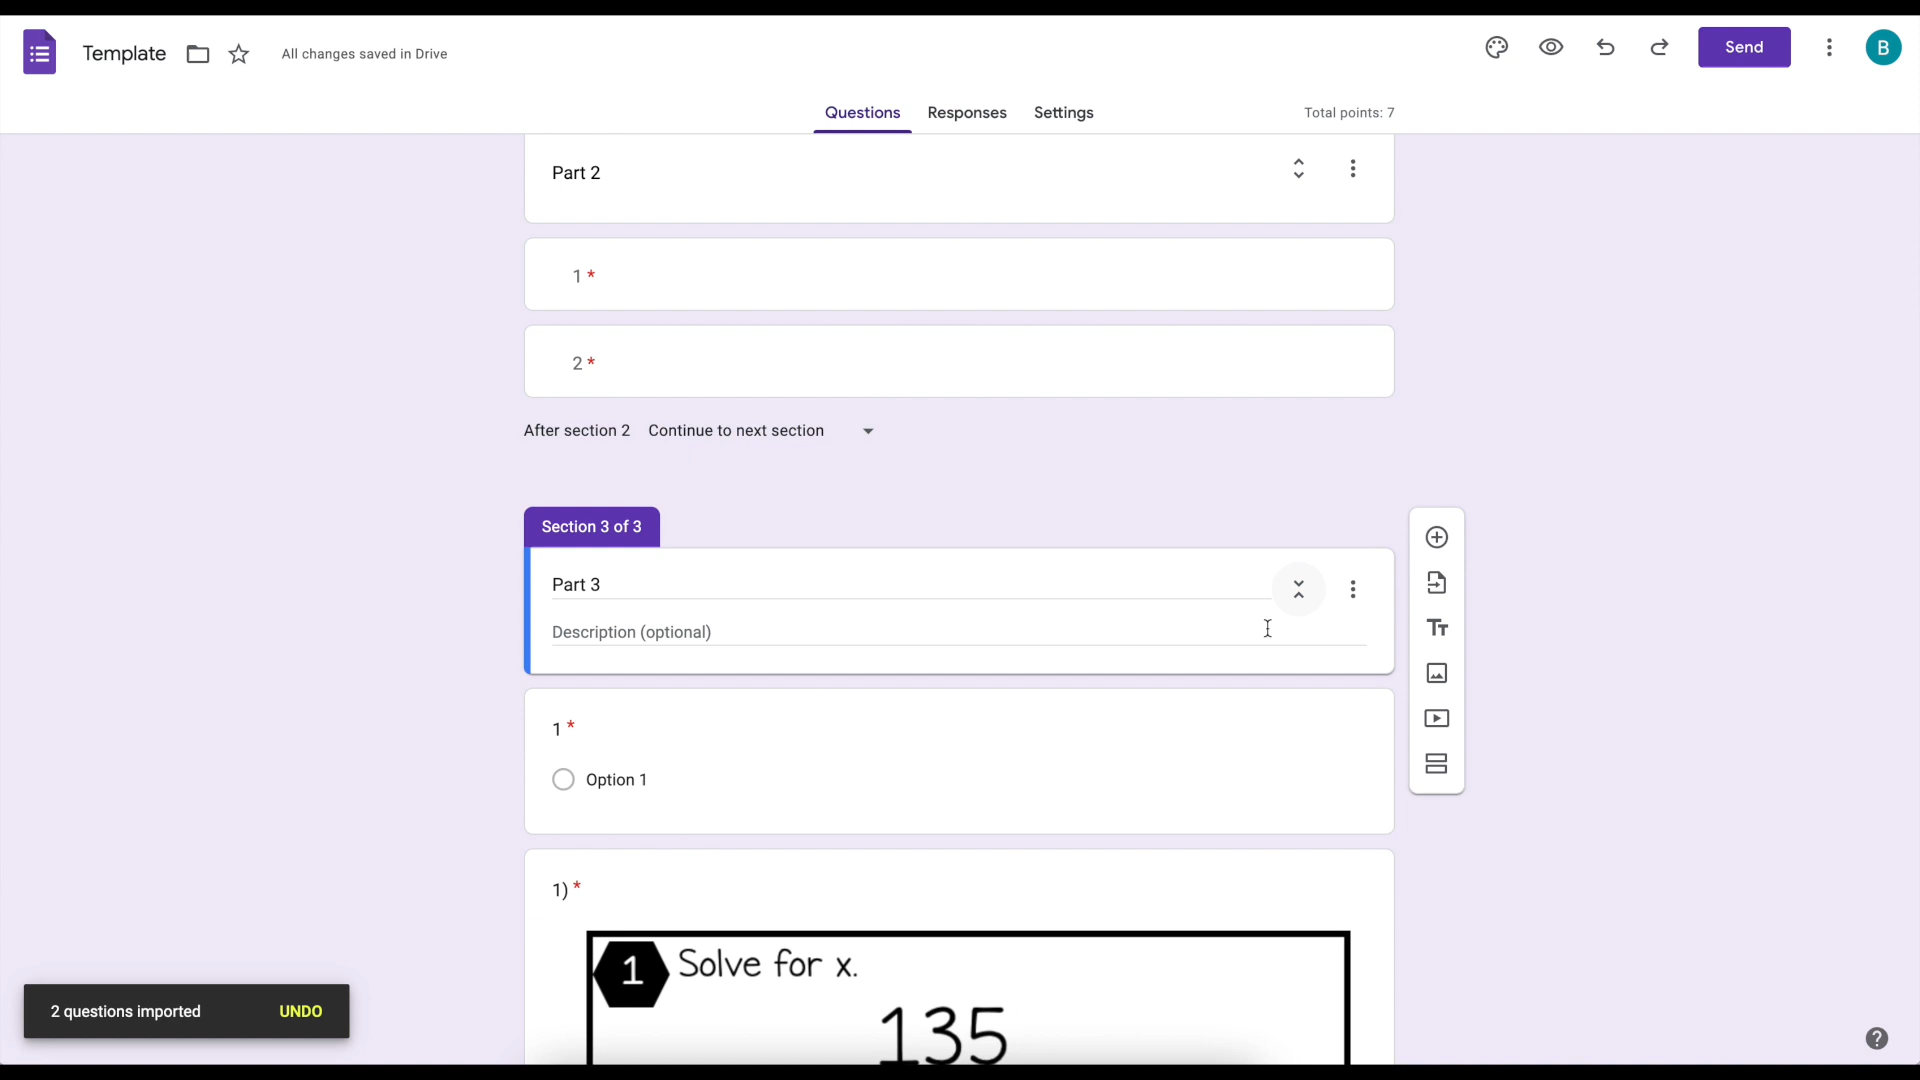 Template
All changes saved in Drive
Send
B
Questions
Responses
Settings
Total points: 7
Part 2
1 *
2 *
After section 2 Continue to next section
Section 3 of 3
Part 3
Description (optional)
1 *
Option 1
1) *
1 Solve for x.
135
2 questions imported UNDO